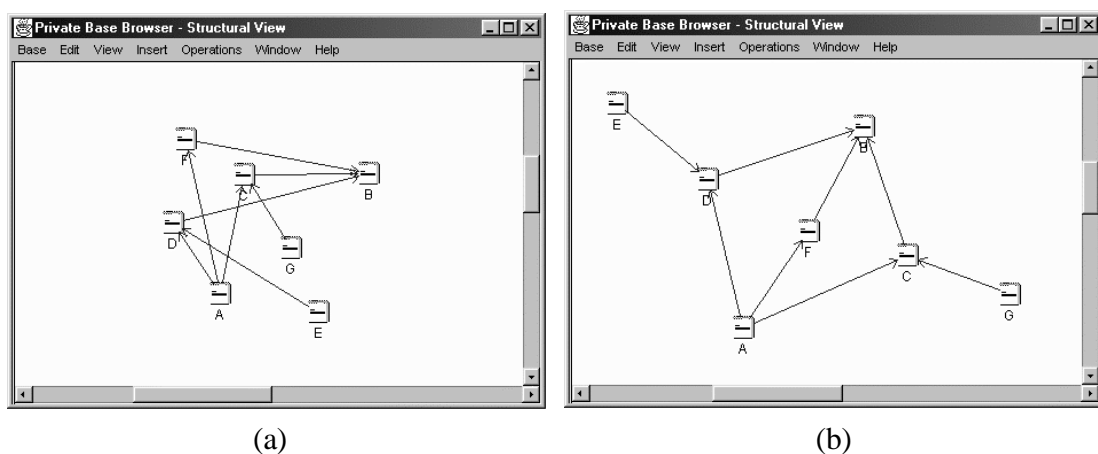 Private Base Browser - Structural View
Base Edit View Insert Operations Window Help
F
C
B
D
G
A
E
(a)
Private Base Browser - Structural View
Base Edit View Insert Operations Window Help
E
B
D
F
C
G
A
(b)